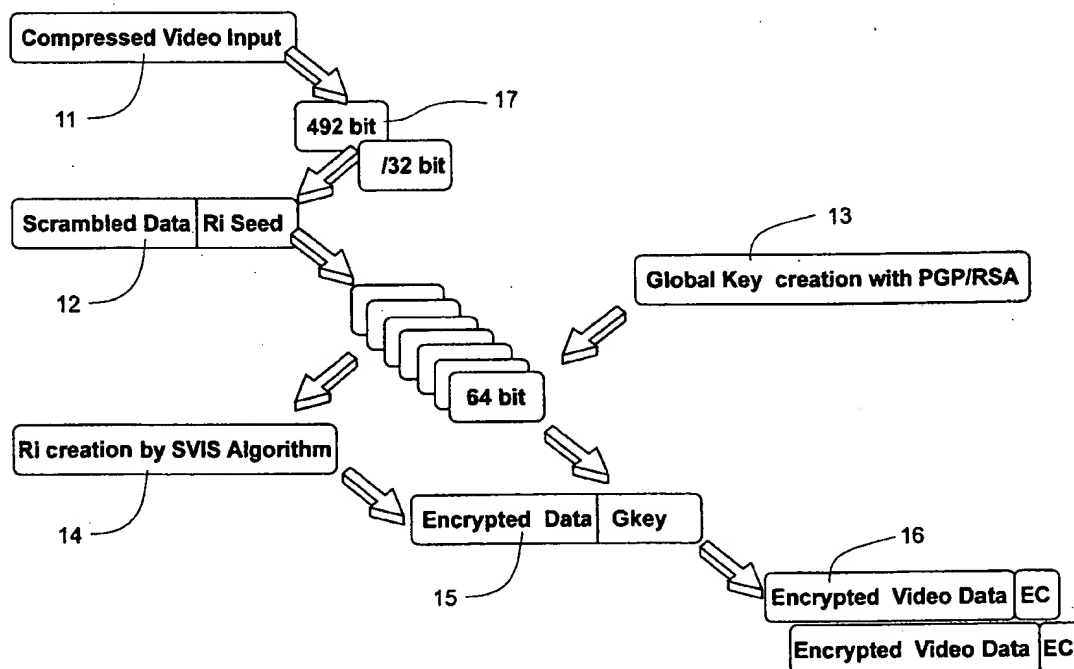 Compressed Video Input
11
17
492 bit
/32 bit
Scrambled Data Ri Seed
12
13
Global Key creation with PGP/RSA
64 bit
Ri creation by SVIS Algorithm
14
Encrypted Data Gkey
15
16
Encrypted Video Data EC
Encrypted Video Data EC